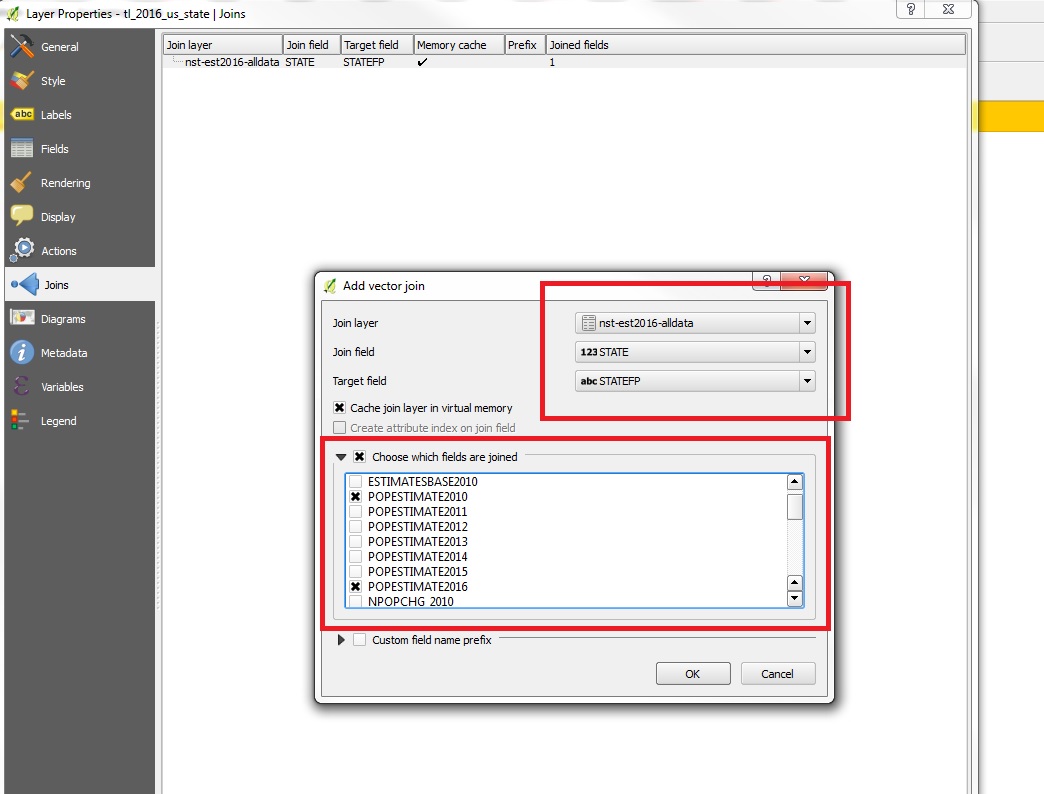 Layer Properties - tl_2016_us_state | Joins
General
Style
Labels
Fields
Rendering
Display
Actions
Joins
Diagrams
Metadata
Variables
Legend
Join layer Join field Target field Memory cache Prefix Joined fields
nst-est2016-alldata STATE STATEFP 1
Add vector join
Join layer nst-est2016-alldata
Join field 123 STATE
Target field abc STATEFP
Cache join layer in virtual memory
Create attribute index on join field
Choose which fields are joined
ESTIMATESBASE2010
POPESTIMATE2010
POPESTIMATE2011
POPESTIMATE2012
POPESTIMATE2013
POPESTIMATE2014
POPESTIMATE2015
POPESTIMATE2016
NPOPCHG_2010
Custom field name prefix
OK Cancel